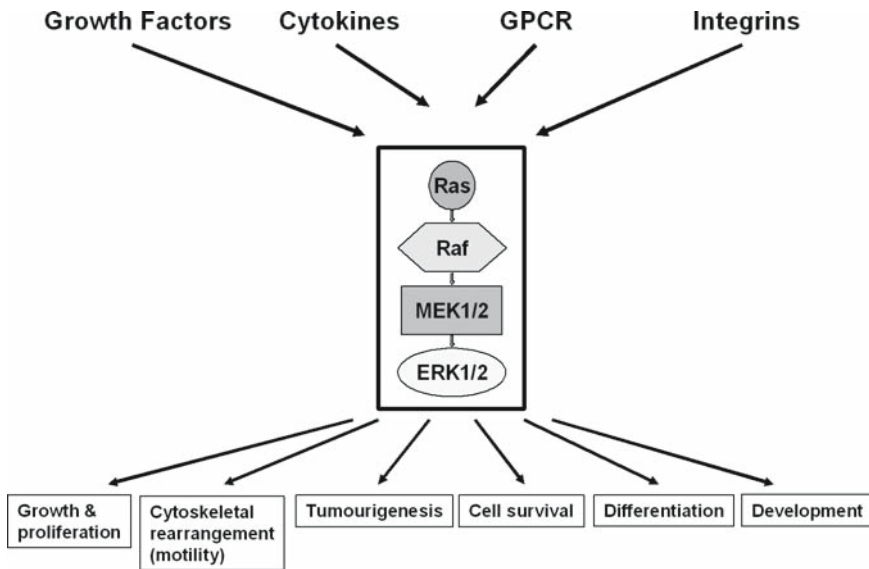 Growth Factors Cytokines GPCR Integrins
Ras
Raf
MEK1/2
ERK1/2
Growth &
proliferation
Cytoskeletal
rearrangement
(motility)
Tumourigenesis
Cell survival
Differentiation
Development